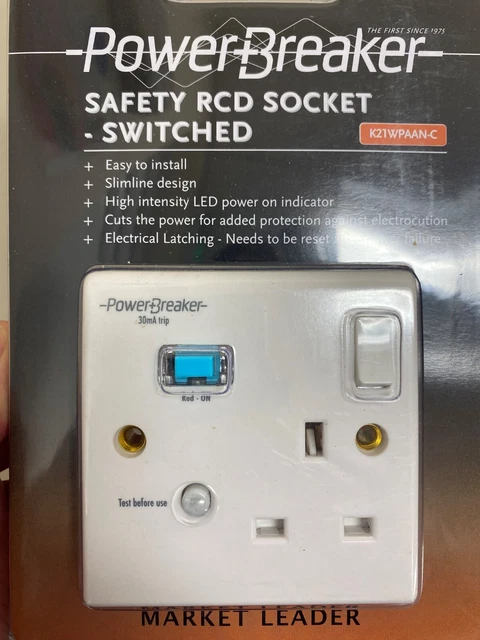 THE FIRST SINCE 1975
PowerBreaker
SAFETY RCD SOCKET
- SWITCHED
K21WPAAN-C
+ Easy to install
+ Slimline design
+ High intensity LED power on indicator
+ Cuts the power for added protection against electrocution
+ Electrical Latching - Needs to be reset failure
PowerBreaker
30mA trip
Red - ON
Test before use
MARKET LEADER